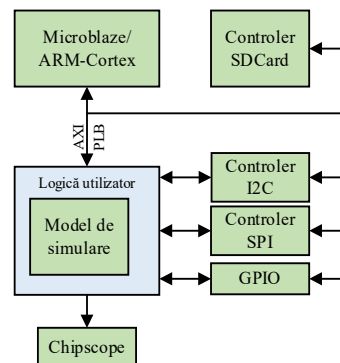 Microblaze/
ARM-Cortex
Controler
SDCard
AXI
PLB
Logică utilizator
Model de
simulare
Controler
I2C
Controler
SPI
GPIO
Chipscope